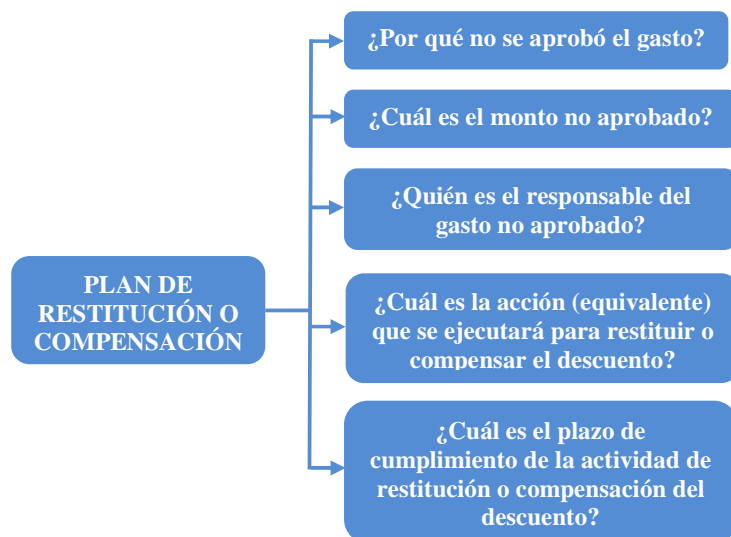 ¿Por qué no se aprobó el gasto?
¿Cuál es el monto no aprobado?
¿Quién es el responsable del
gasto no aprobado?
PLAN DE
RESTITUCIÓN O
COMPENSACIÓN
¿Cuál es la acción (equivalente)
que se ejecutará para restituir o
compensar el descuento?
¿Cuál es el plazo de
cumplimiento de la actividad de
restitución o compensación del
descuento?